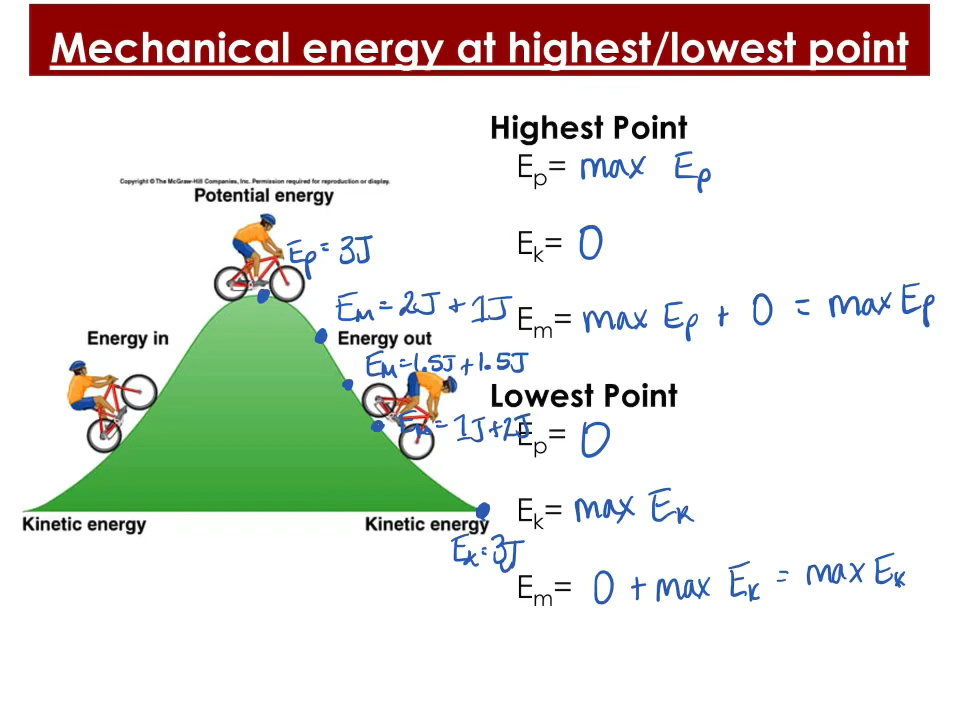 Mechanical energy at highest/lowest point
Highest Point
Ep= max Ep
Ek= 0
Em= max Ep + 0 = max Ep
Lowest Point
Ep= 0
Ek= max Ek
Em= 0 + max Ek = max Ek
Copyright © The McGraw-Hill Companies, Inc. Permission required for reproduction or display.
Potential energy
Ep = 3J
Em = 2J + 1J
Energy in
Energy out
Em=1.5J + 1.5J
Em = 1J + 2J
Kinetic energy
Kinetic energy
Ek = 3J